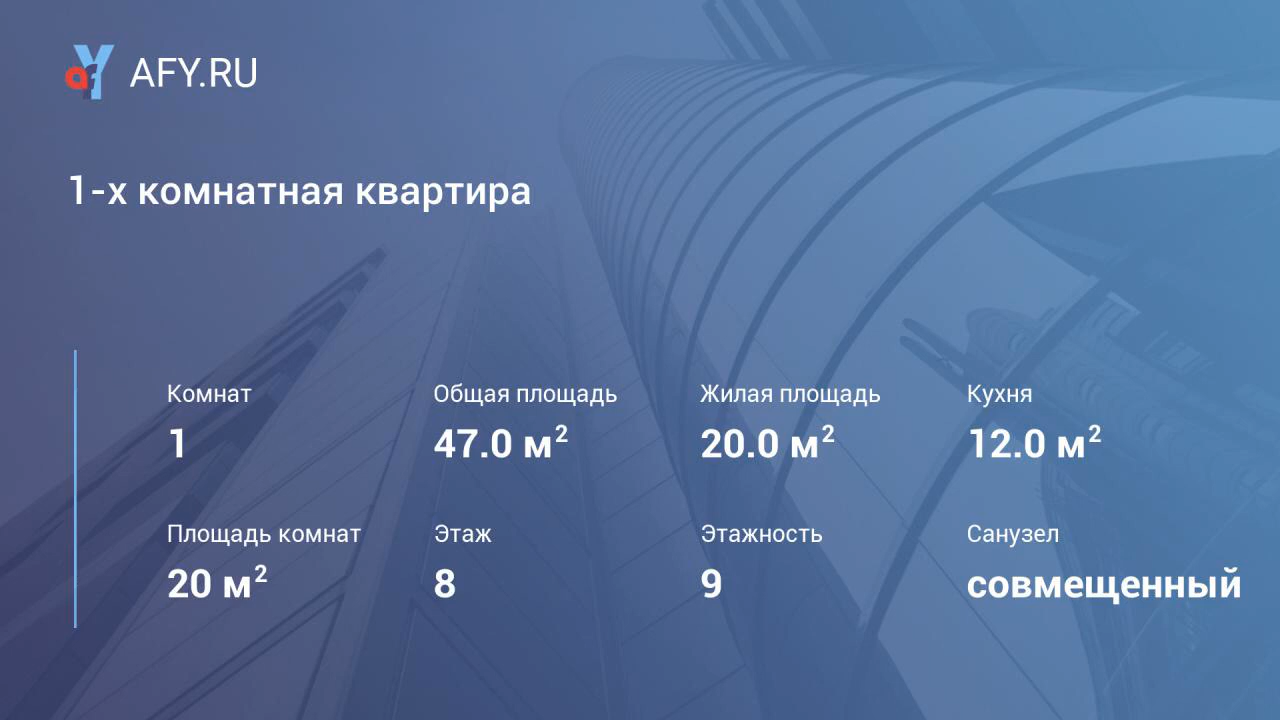 aфY AFY.RU
1-х комнатная квартира
Комнат
1
Общая площадь
47.0 м²
Жилая площадь
20.0 м²
Кухня
12.0 м²
Площадь комнат
20 м²
Этаж
8
Этажность
9
Санузел
совмещенный